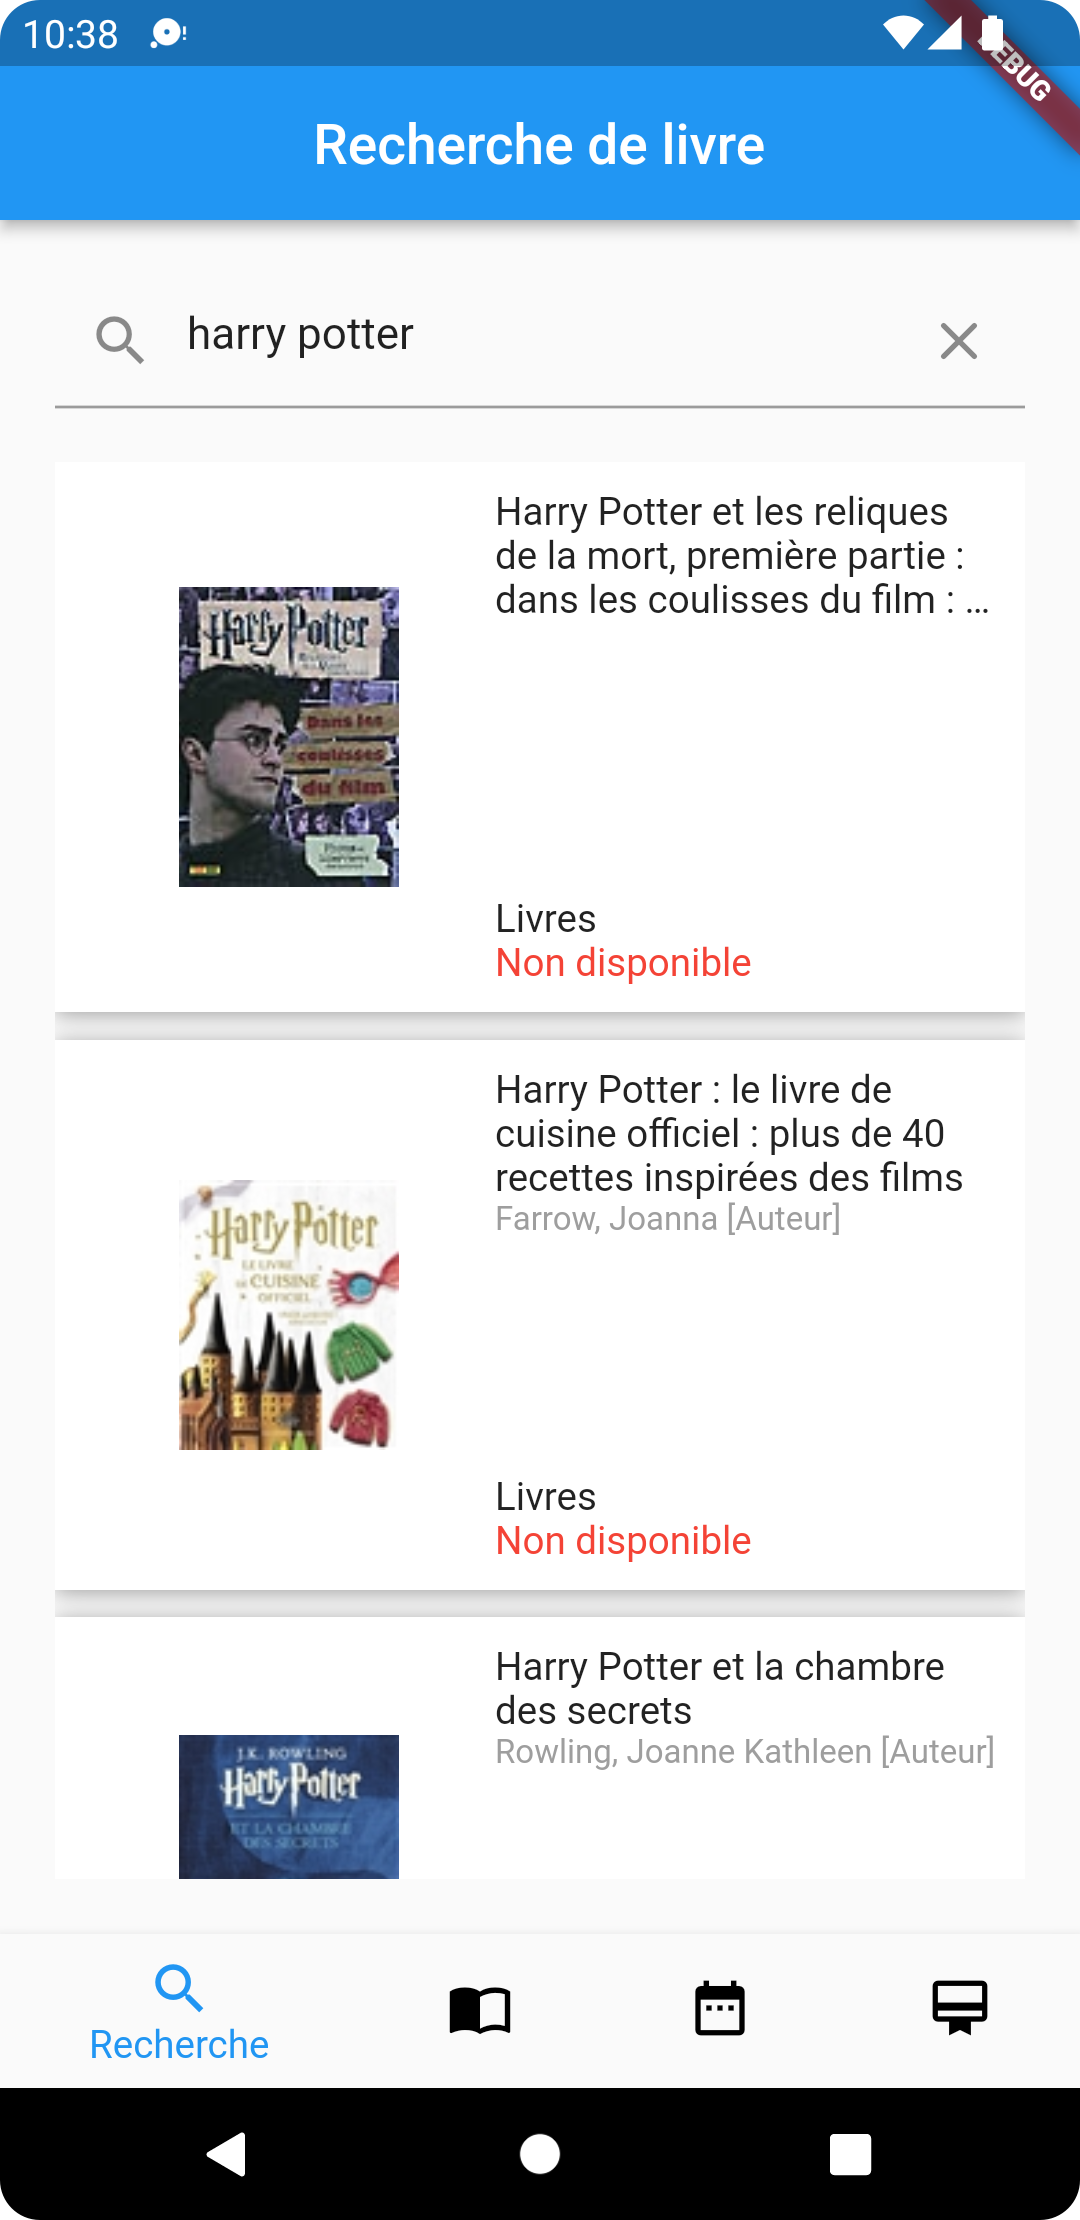 10:38
DEBUG
Recherche de livre
harry potter
Harry Potter et les reliques
de la mort, première partie :
dans les coulisses du film : ...
Harry Potter
Dans les
coulisses
du film
Livres
Non disponible
Harry Potter : le livre de
cuisine officiel : plus de 40
recettes inspirées des films
Farrow, Joanna [Auteur]
Harry Potter
LE LIVRE
DE CUISINE
OFFICIEL
Livres
Non disponible
Harry Potter et la chambre
des secrets
Rowling, Joanne Kathleen [Auteur]
J.K. ROWLING
Harry Potter
ET LA CHAMBRE
DES SECRETS
Recherche